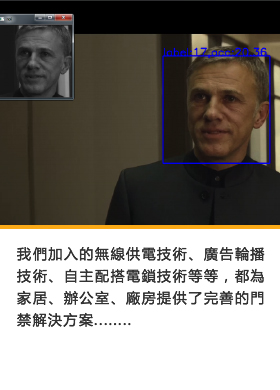 我們加入的無線供電技術、廣告輪播
技術、自主配搭電鎖技術等等，都為
家居、辦公室、廠房提供了完善的門
禁解決方案........